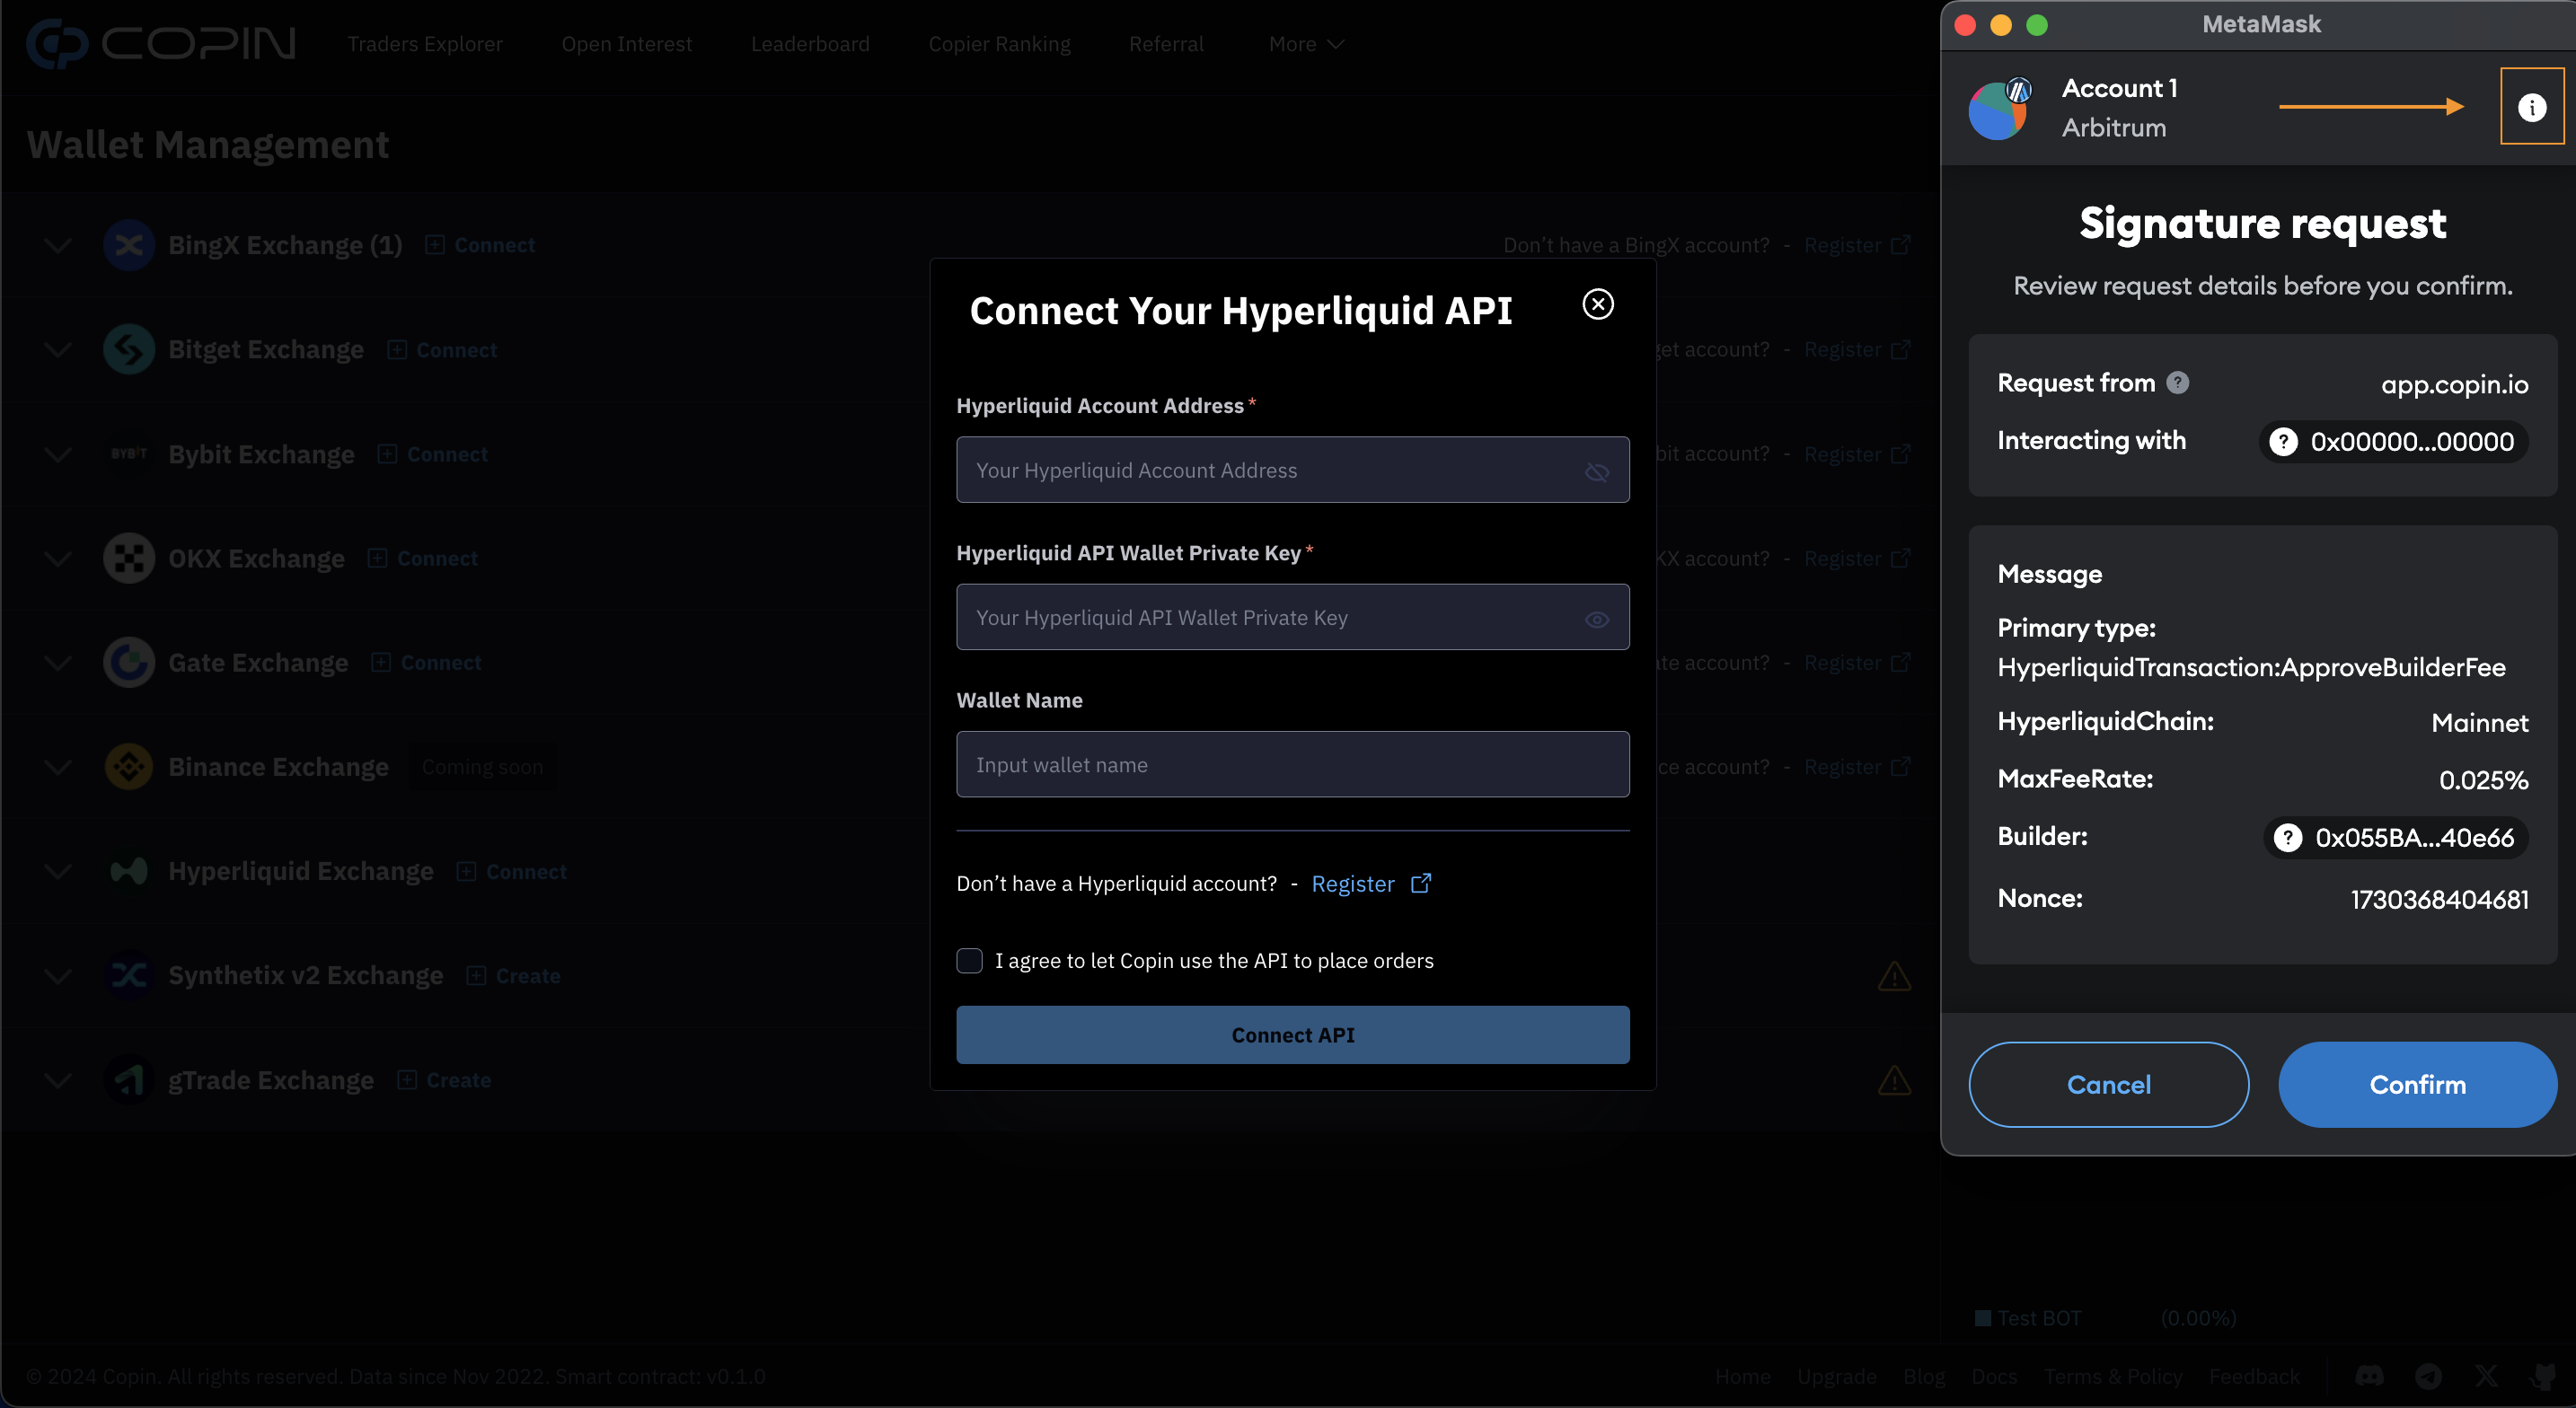 COPIN
Traders Explorer
Open Interest
Leaderboard
Copier Ranking
Referral
More
Wallet Management
BingX Exchange (1)
Connect
Don't have a BingX account? - Register
Bitget Exchange
Connect
get account? - Register
BYBIT
Bybit Exchange
Connect
bit account? - Register
OKX Exchange
Connect
KX account? - Register
Gate Exchange
Connect
ate account? - Register
Binance Exchange
Coming soon
ce account? - Register
Hyperliquid Exchange
Connect
Synthetix v2 Exchange
Create
gTrade Exchange
Create
Connect Your Hyperliquid API
Hyperliquid Account Address*
Your Hyperliquid Account Address
Hyperliquid API Wallet Private Key*
Your Hyperliquid API Wallet Private Key
Wallet Name
Input wallet name
Don't have a Hyperliquid account? - Register
I agree to let Copin use the API to place orders
Connect API
MetaMask
Account 1
Arbitrum
Signature request
Review request details before you confirm.
Request from
app.copin.io
Interacting with
0x00000...00000
Message
Primary type:
HyperliquidTransaction:ApproveBuilderFee
HyperliquidChain:
Mainnet
MaxFeeRate:
0.025%
Builder:
0x055BA...40e66
Nonce:
1730368404681
Cancel
Confirm
Test BOT
(0.00%)
© 2024 Copin. All rights reserved. Data since Nov 2022. Smart contract: v0.1.0
Home
Upgrade
Blog
Docs
Terms & Policy
Feedback